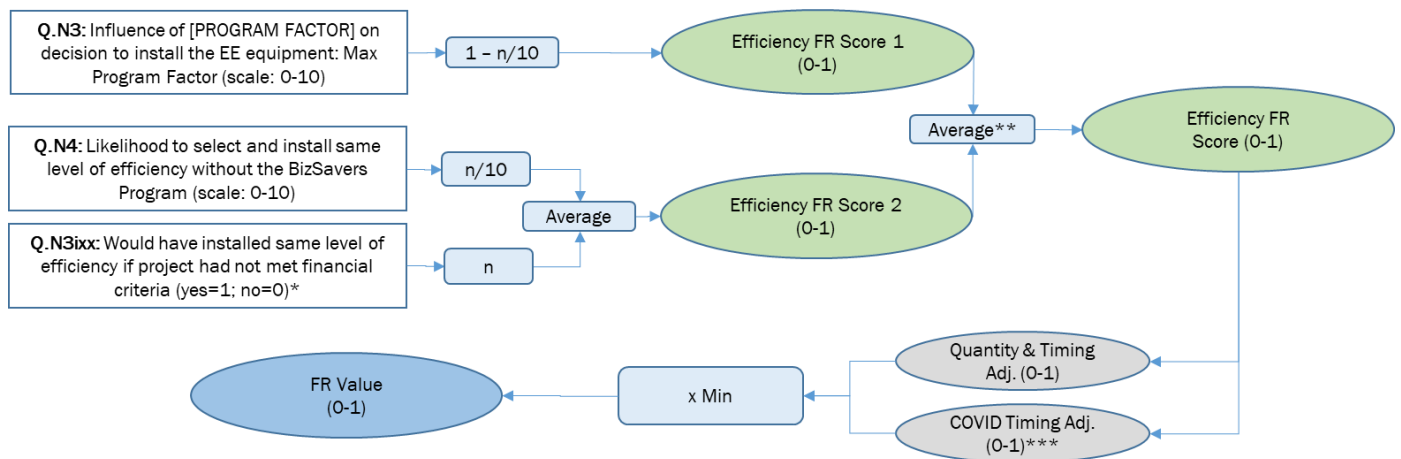 Q.N3: Influence of [PROGRAM FACTOR] on
decision to install the EE equipment: Max
Program Factor (scale: 0-10)
1 – n/10
Efficiency FR Score 1
(0-1)
Average**
Efficiency FR
Score (0-1)
Q.N4: Likelihood to select and install same
level of efficiency without the BizSavers
Program (scale: 0-10)
n/10
Average
Efficiency FR Score 2
(0-1)
Q.N3ixx: Would have installed same level of
efficiency if project had not met financial
criteria (yes=1; no=0)*
n
Quantity & Timing
Adj. (0-1)
FR Value
(0-1)
x Min
COVID Timing Adj.
(0-1)***